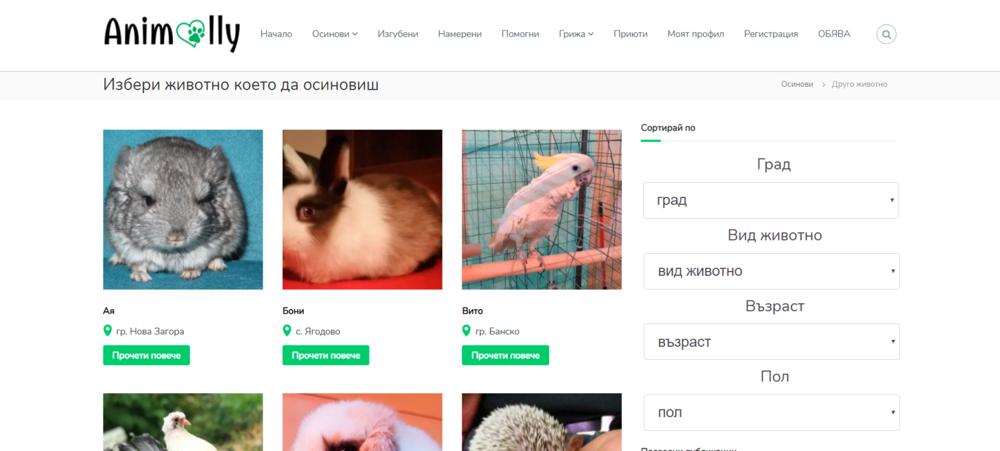 Anim lly
Начало Осинови Изгубени Намерени Помогни Грижа Приюти Моят профил Регистрация ОБЯВА
Избери животно което да осиновиш
Осинови > Друго животно
Сортирай по
Град
град
Вид животно
вид животно
Възраст
възраст
Пол
пол
Ая
гр. Нова Загора
Прочети повече
Бони
с. Ягодово
Прочети повече
Вито
гр. Банско
Прочети повече